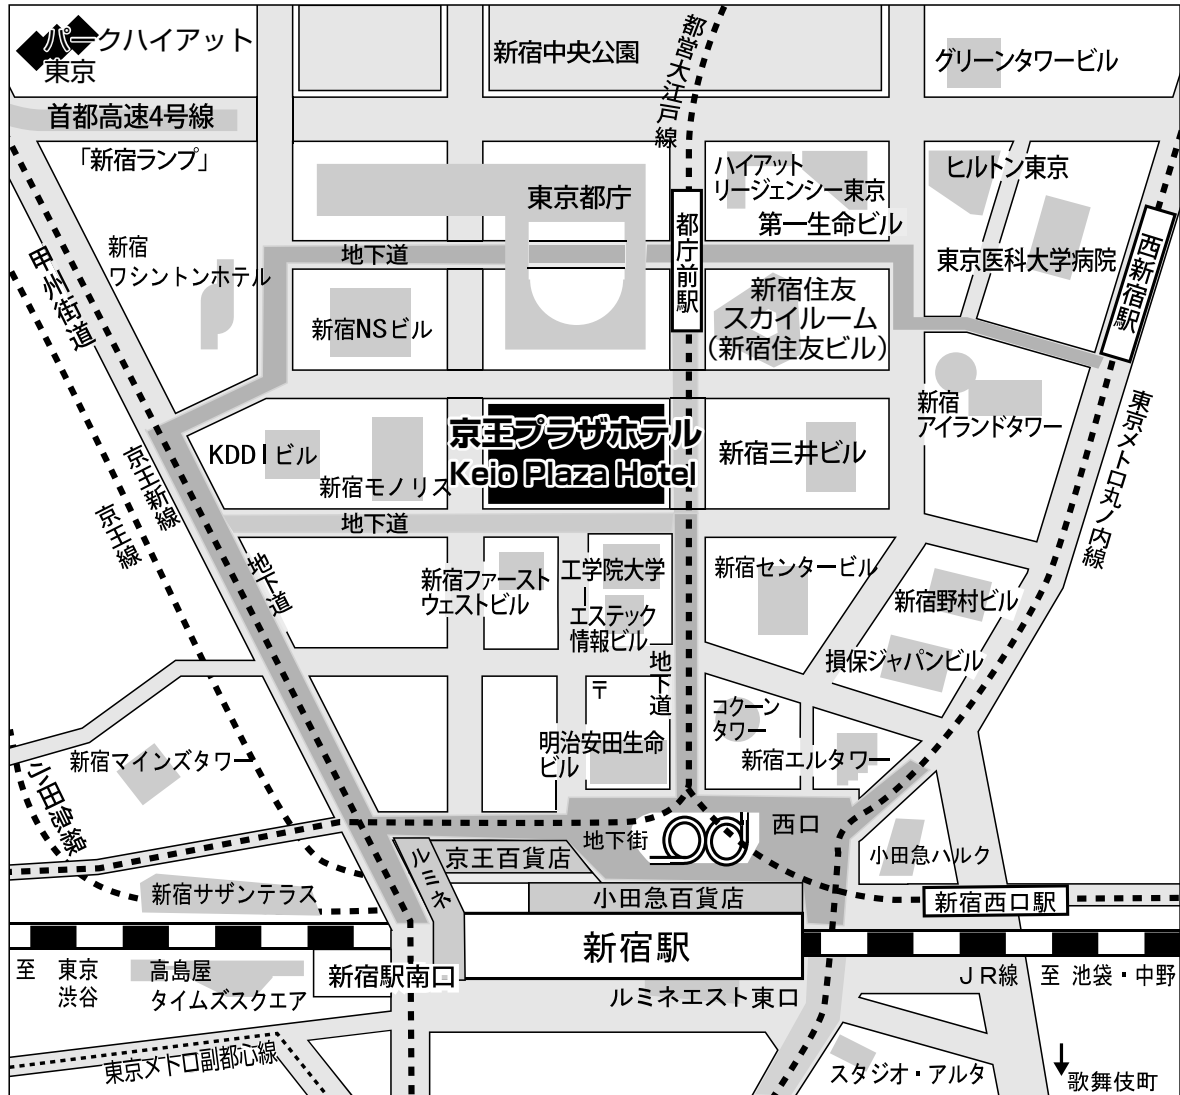 パークハイアット
東京
新宿中央公園
都営大江戸線
グリーンタワービル
首都高速4号線
「新宿ランプ」
ハイアット
リージェンシー東京
ヒルトン東京
東京都庁
第一生命ビル
都庁前駅
西新宿駅
新宿
ワシントンホテル
地下道
東京医科大学病院
甲州街道
新宿NSビル
新宿住友
スカイルーム
(新宿住友ビル)
新宿
アイランドタワー
東京メトロ丸ノ内線
京王プラザホテル
Keio Plaza Hotel
KDDIビル
新宿モノリス
新宿三井ビル
京王新線
京王線
地下道
地下道
新宿ファースト
ウェストビル
工学院大学
エステック
情報ビル
新宿センタービル
新宿野村ビル
損保ジャパンビル
地下道
〒
コクーン
タワー
明治安田生命
ビル
新宿エルタワー
新宿マインズタワー
小田急線
地下街
西口
ルミネ
京王百貨店
小田急ハルク
新宿サザンテラス
小田急百貨店
新宿西口駅
新宿駅
至 東京
渋谷
高島屋
タイムズスクエア
新宿駅南口
ルミネエスト東口
JR線 至 池袋・中野
東京メトロ副都心線
スタジオ・アルタ
歌舞伎町